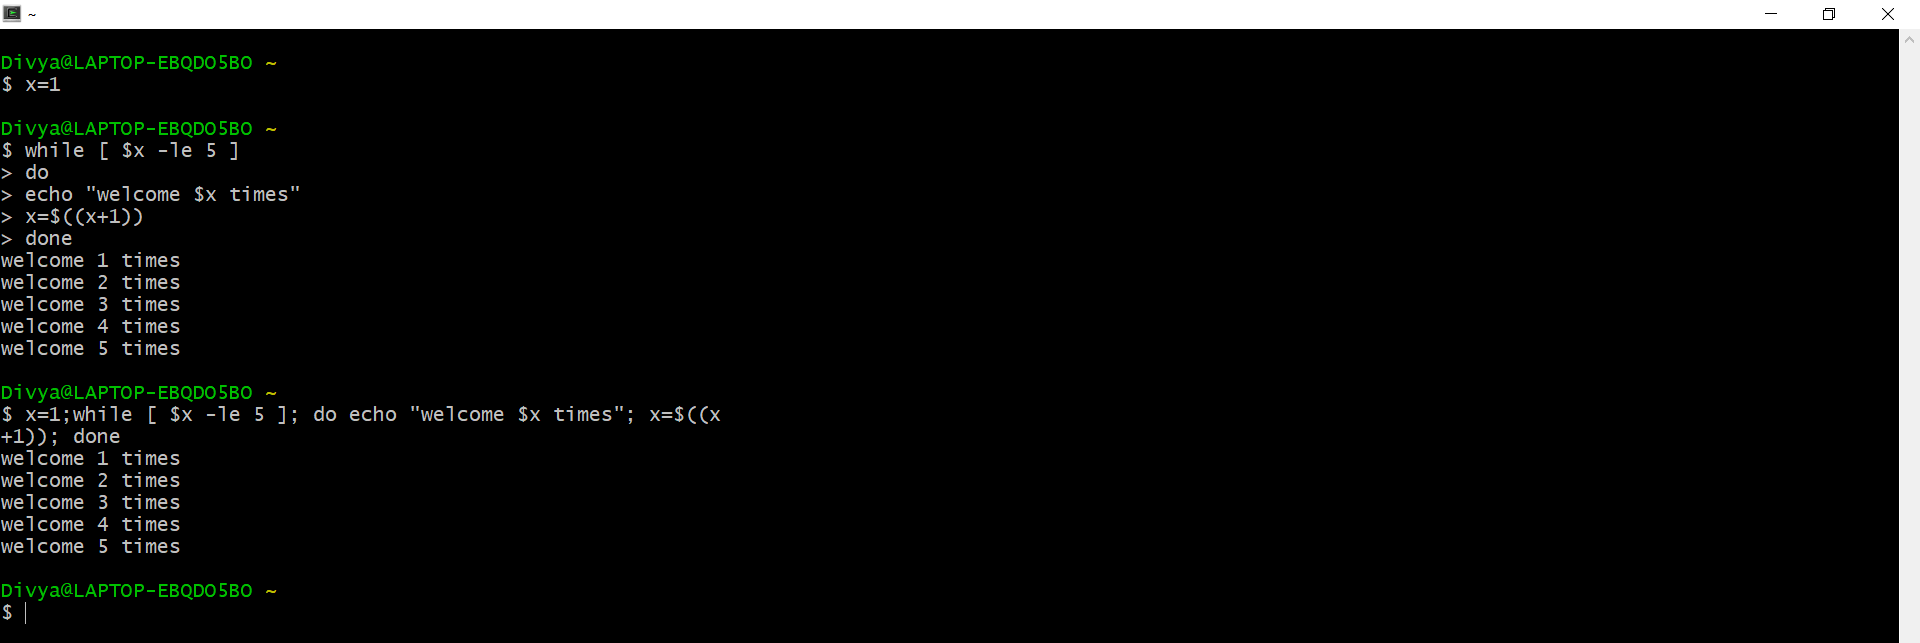 ~
Divya@LAPTOP-EBQDO5BO ~
$ x=1
Divya@LAPTOP-EBQDO5BO ~
$ while [ $x -le 5 ]
> do
> echo "welcome $x times"
> x=$((x+1))
> done
welcome 1 times
welcome 2 times
welcome 3 times
welcome 4 times
welcome 5 times
Divya@LAPTOP-EBQDO5BO ~
$ x=1;while [ $x -le 5 ]; do echo "welcome $x times"; x=$((x
+1)); done
welcome 1 times
welcome 2 times
welcome 3 times
welcome 4 times
welcome 5 times
Divya@LAPTOP-EBQDO5BO ~
$